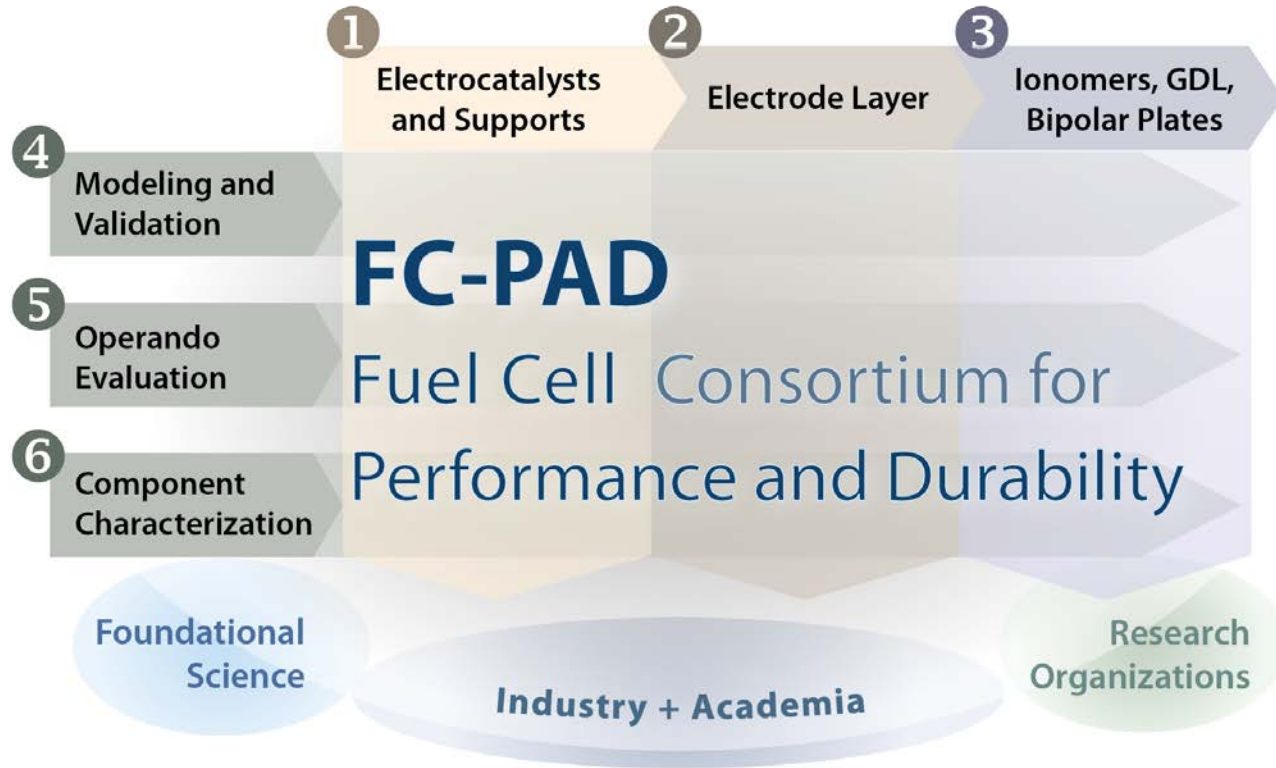 1
Electrocatalysts
and Supports
2
Electrode Layer
3
Ionomers, GDL,
Bipolar Plates
4
Modeling and
Validation
5
Operando
Evaluation
6
Component
Characterization
FC-PAD
Fuel Cell Consortium for
Performance and Durability
Foundational
Science
Industry + Academia
Research
Organizations